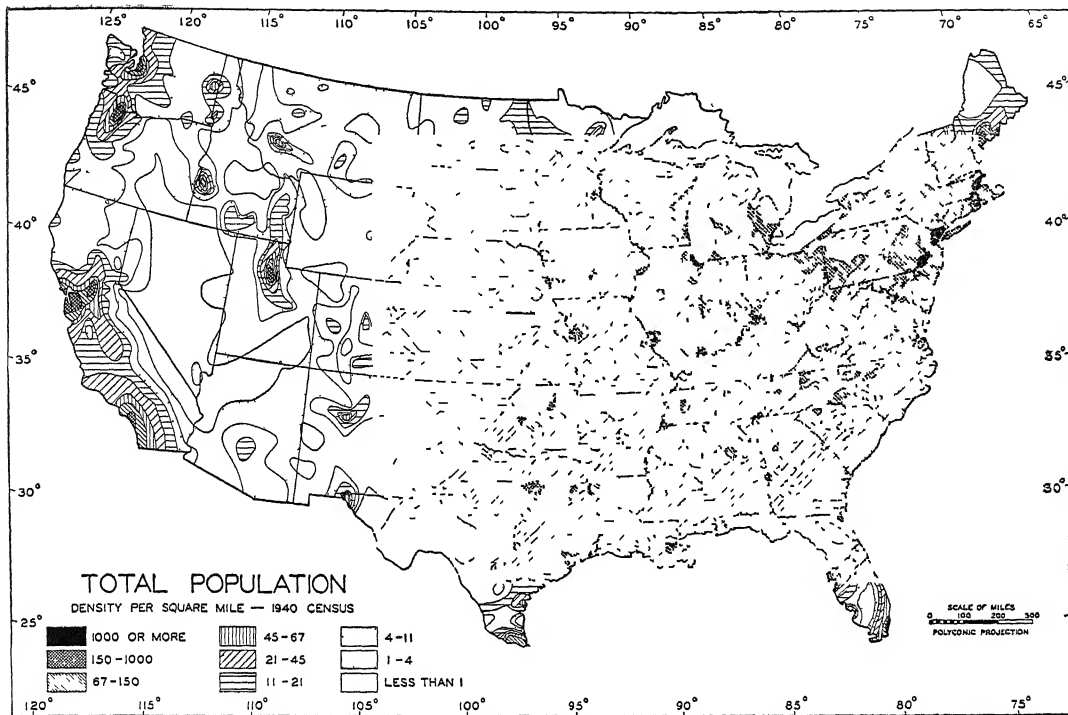 125° 120° 115° 110° 105° 100° 95° 90° 85° 80° 75° 70° 65°
45° 45°
40° 40°
35° 35°
30° 30°
25° 25°
TOTAL POPULATION
DENSITY PER SQUARE MILE — 1940 CENSUS
1000 OR MORE 45-67 4-11
150-1000 21-45 1-4
67-150 11-21 LESS THAN 1
SCALE OF MILES
0 100 200 300
POLYCONIC PROJECTION
120° 115° 110° 105° 100° 95° 90° 85° 80° 75°